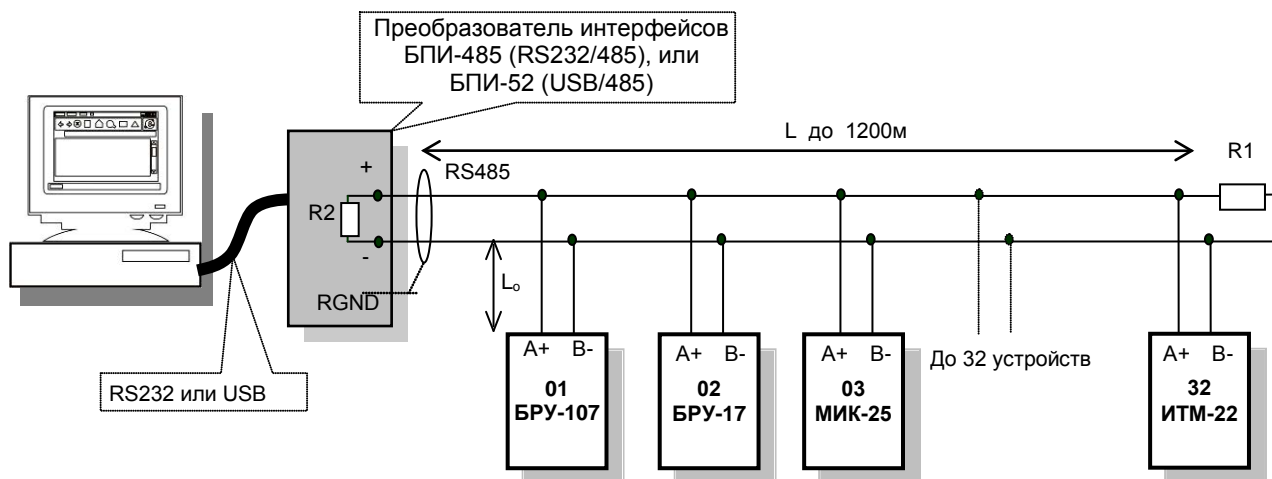 Преобразователь интерфейсов
БПИ-485 (RS232/485), или
БПИ-52 (USB/485)
L до 1200м
R1
+
RS485
R2
-
Lo
RGND
RS232 или USB
A+ B-
01
БРУ-107
A+ B-
02
БРУ-17
A+ B-
03
МИК-25
До 32 устройств
A+ B-
32
ИТМ-22